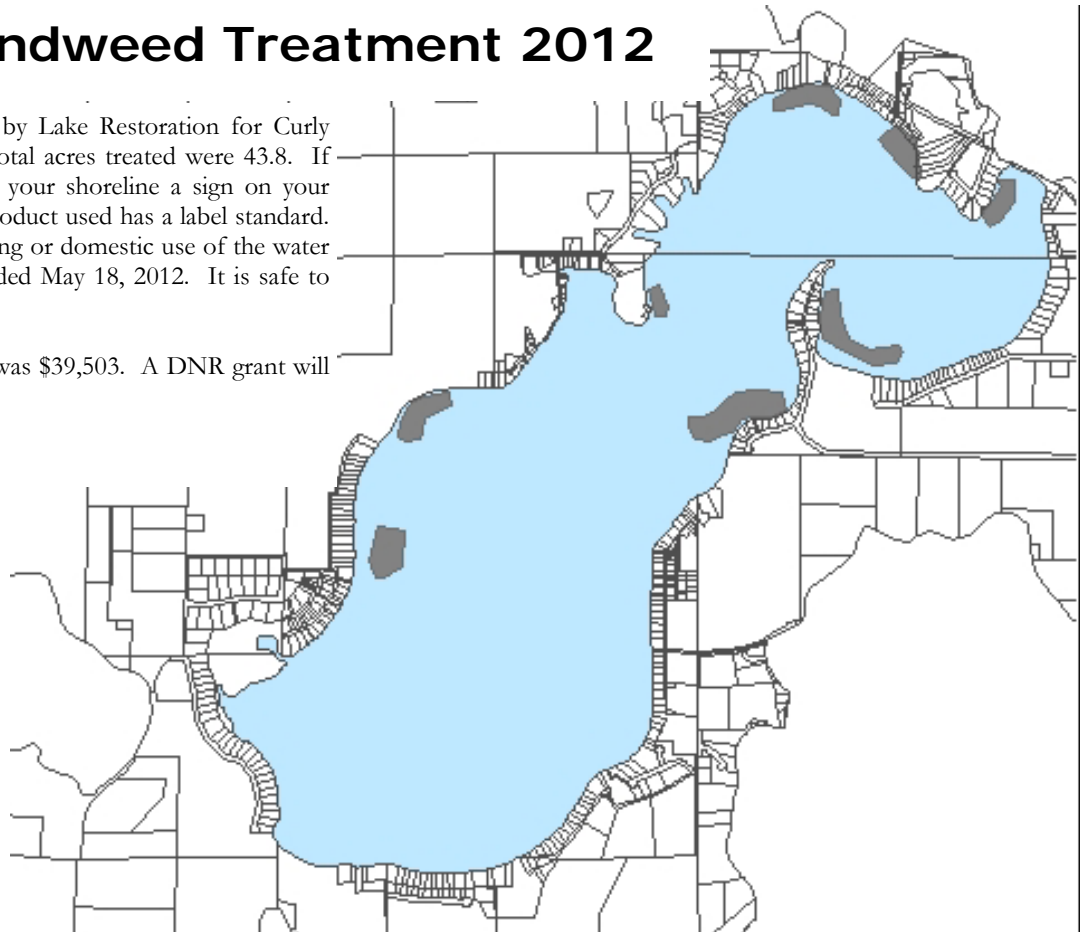 ndweed Treatment 2012
by Lake Restoration for Curly
otal acres treated were 43.8. If
your shoreline a sign on your
oduct used has a label standard.
ng or domestic use of the water
ded May 18, 2012. It is safe to
was $39,503. A DNR grant will